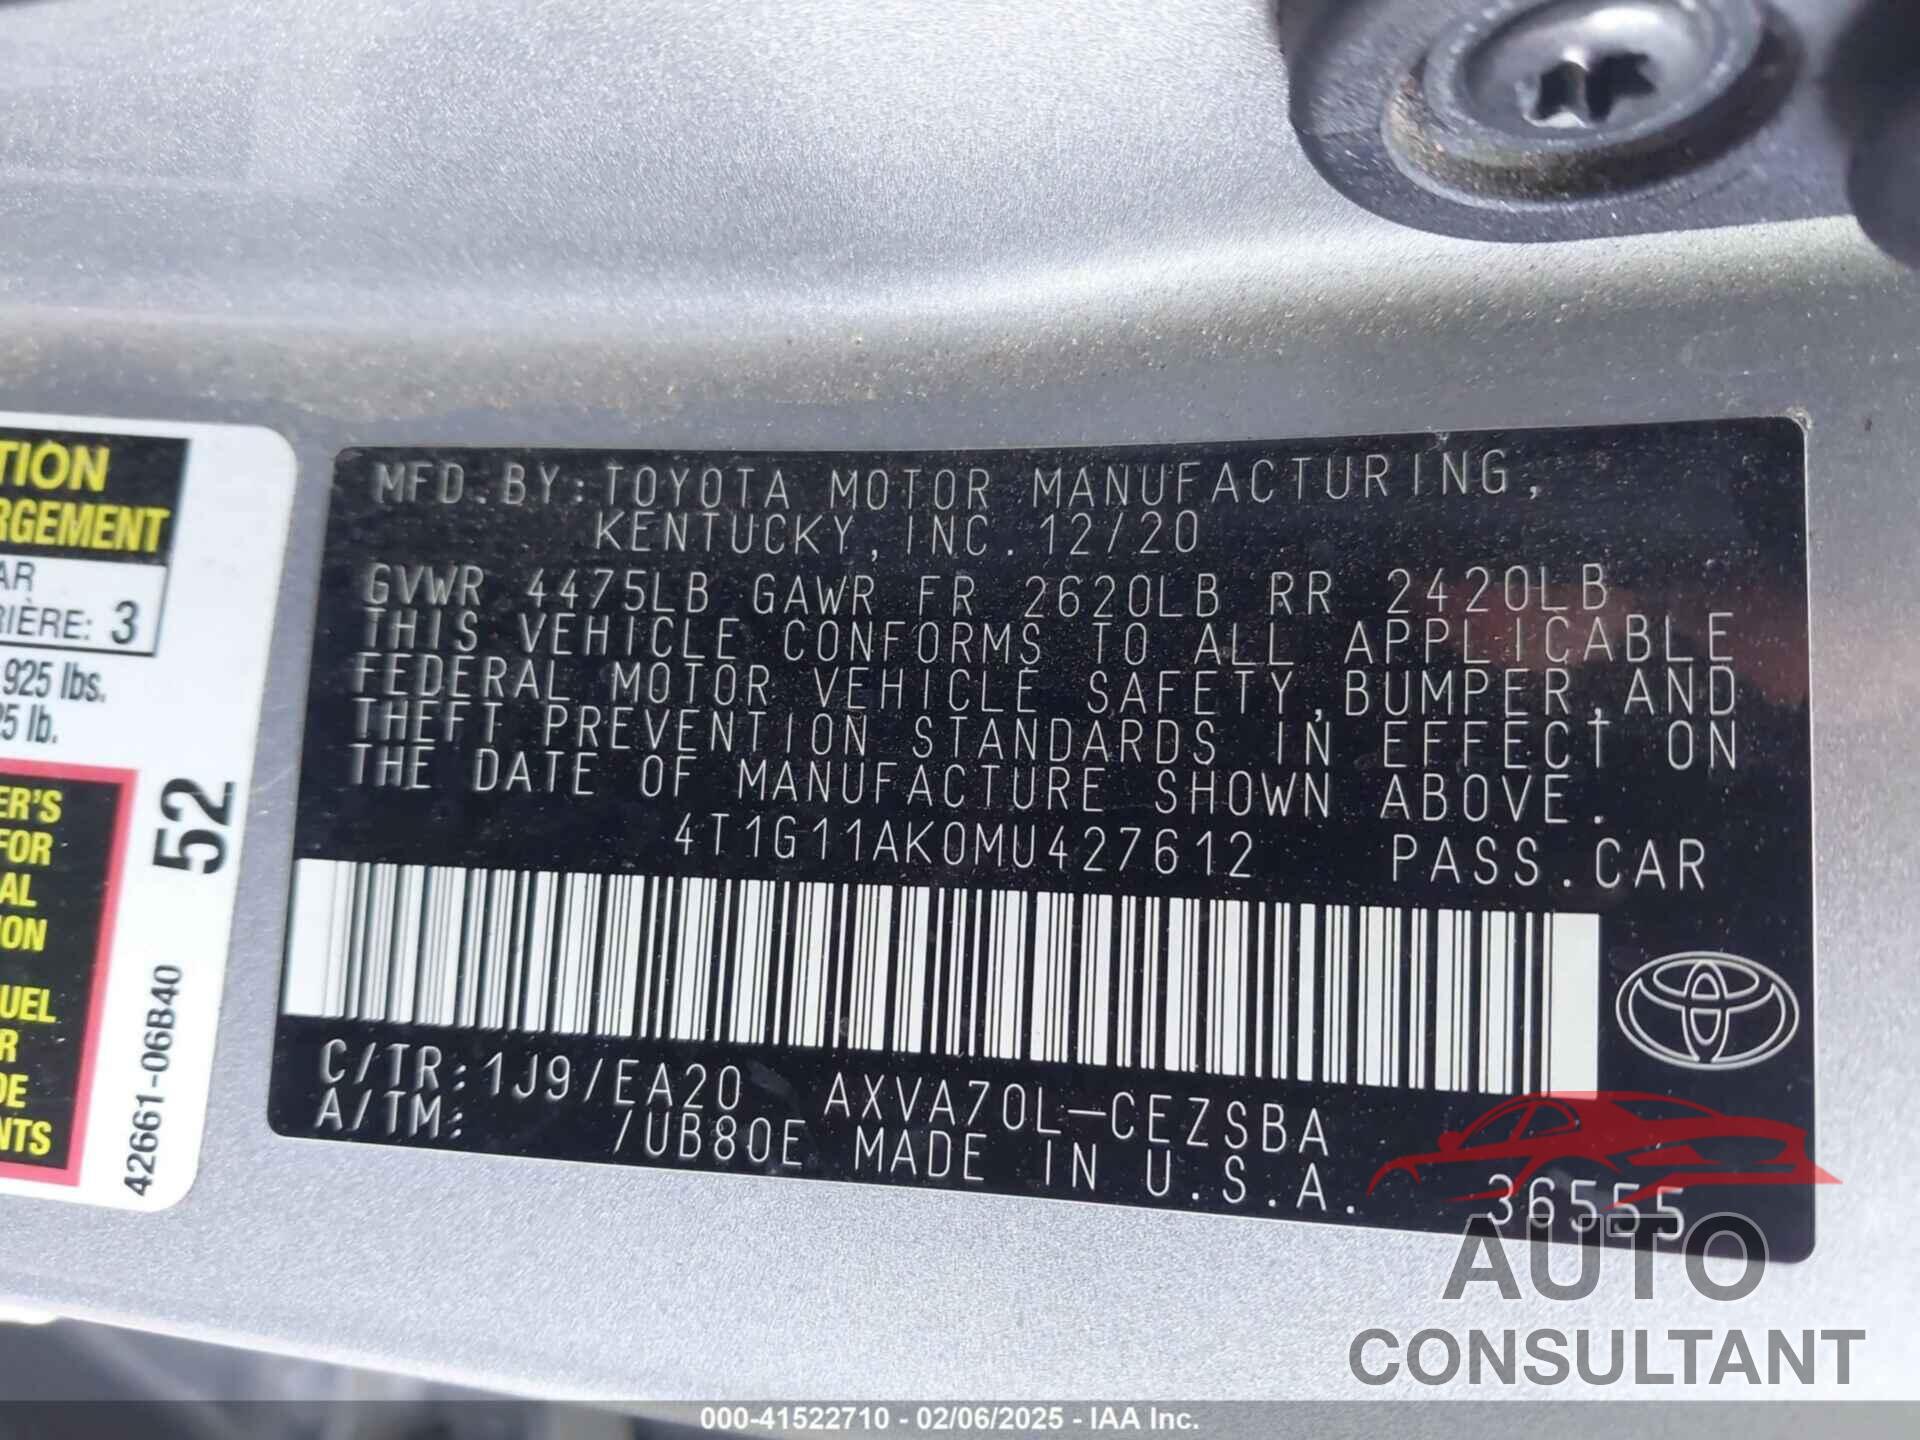 TION
RGEMENT
AR
RIÈRE: 3
925 lbs.
25 lb.
ER'S
FOR
AL
ION
UEL
R
DE
NTS
52
42661-06B40
MFD.BY:TOYOTA MOTOR MANUFACTURING,
KENTUCKY,INC.12/20
GVWR 4475LB GAWR FR 2620LB RR 2420LB
THIS VEHICLE CONFORMS TO ALL APPLICABLE
FEDERAL MOTOR VEHICLE SAFETY,BUMPER,AND
THEFT PREVENTION STANDARDS IN EFFECT ON
THE DATE OF MANUFACTURE SHOWN ABOVE.
4T1G11AK0MU427612 PASS.CAR
C/TR:1J9/EA20 AXVA70L-CEZSBA
A/TM: /UB80E MADE IN U.S.A.
36555
AUTO
CONSULTANT
000-41522710 - 02/06/2025 - IAA Inc.